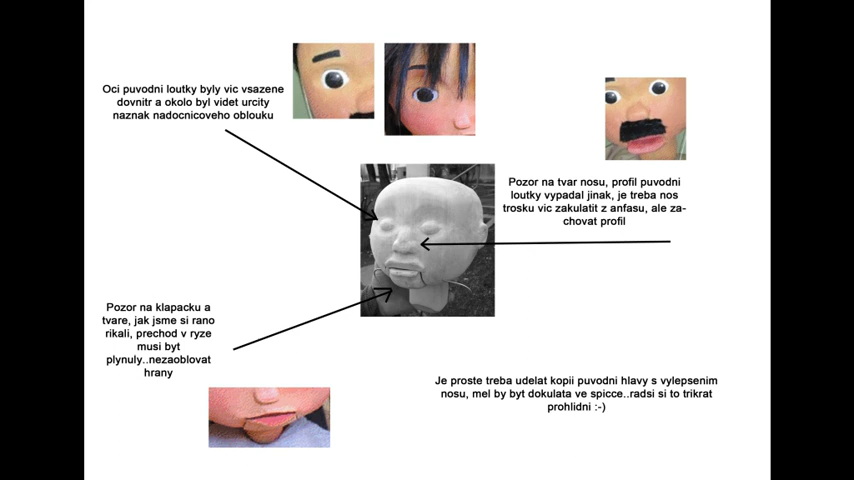 Oci puvodni loutky byly vic vsazene
dovnitr a okolo byl videt urcity
naznak nadocnicoveho oblouku
Pozor na tvar nosu, profil puvodni
loutky vypadal jinak, je treba nos
trosku vic zakulatit z anfasu, ale za-
chovat profil
Pozor na klapacku a
tvare, jak jsme si rano
rikali, prechod v ryze
musi byt
plynuly..nezaoblovat
hrany
Je proste treba udelat kopii puvodni hlavy s vylepsenim
nosu, mel by byt dokulata ve spicce..radsi si to trikrat
prohlidni :-)